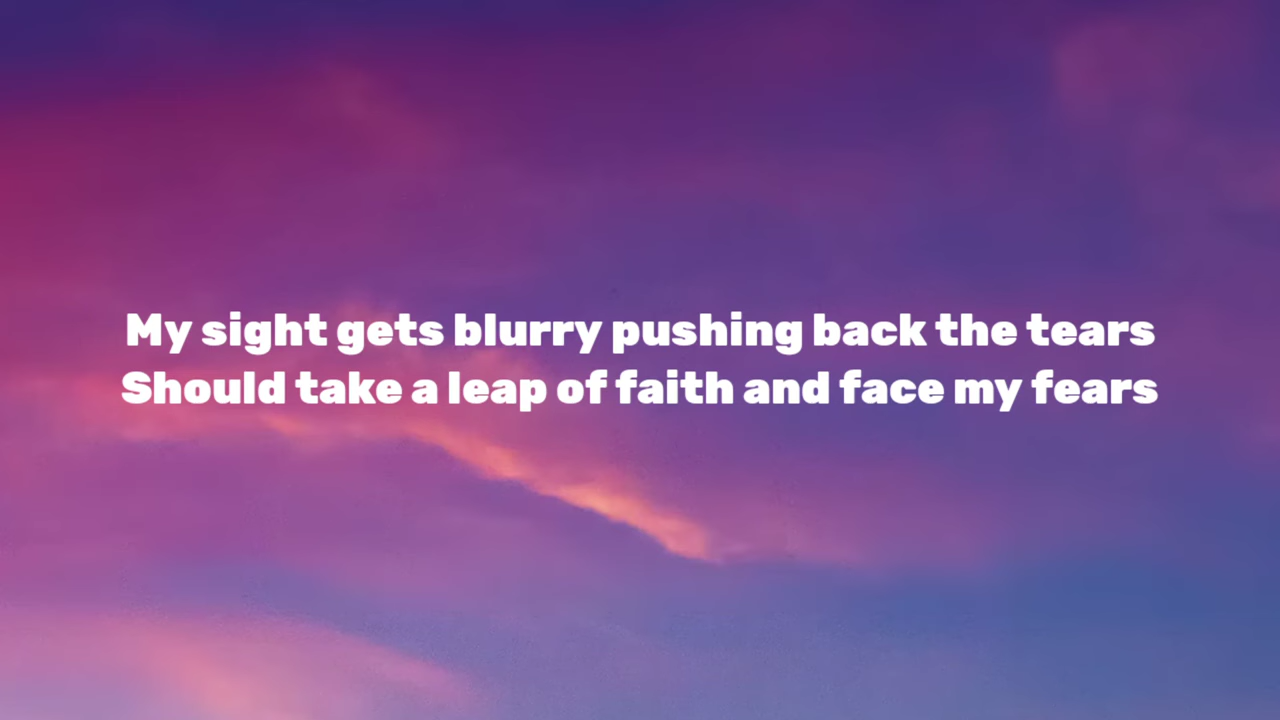 My sight gets blurry pushing back the tears
Should take a leap of faith and face my fears